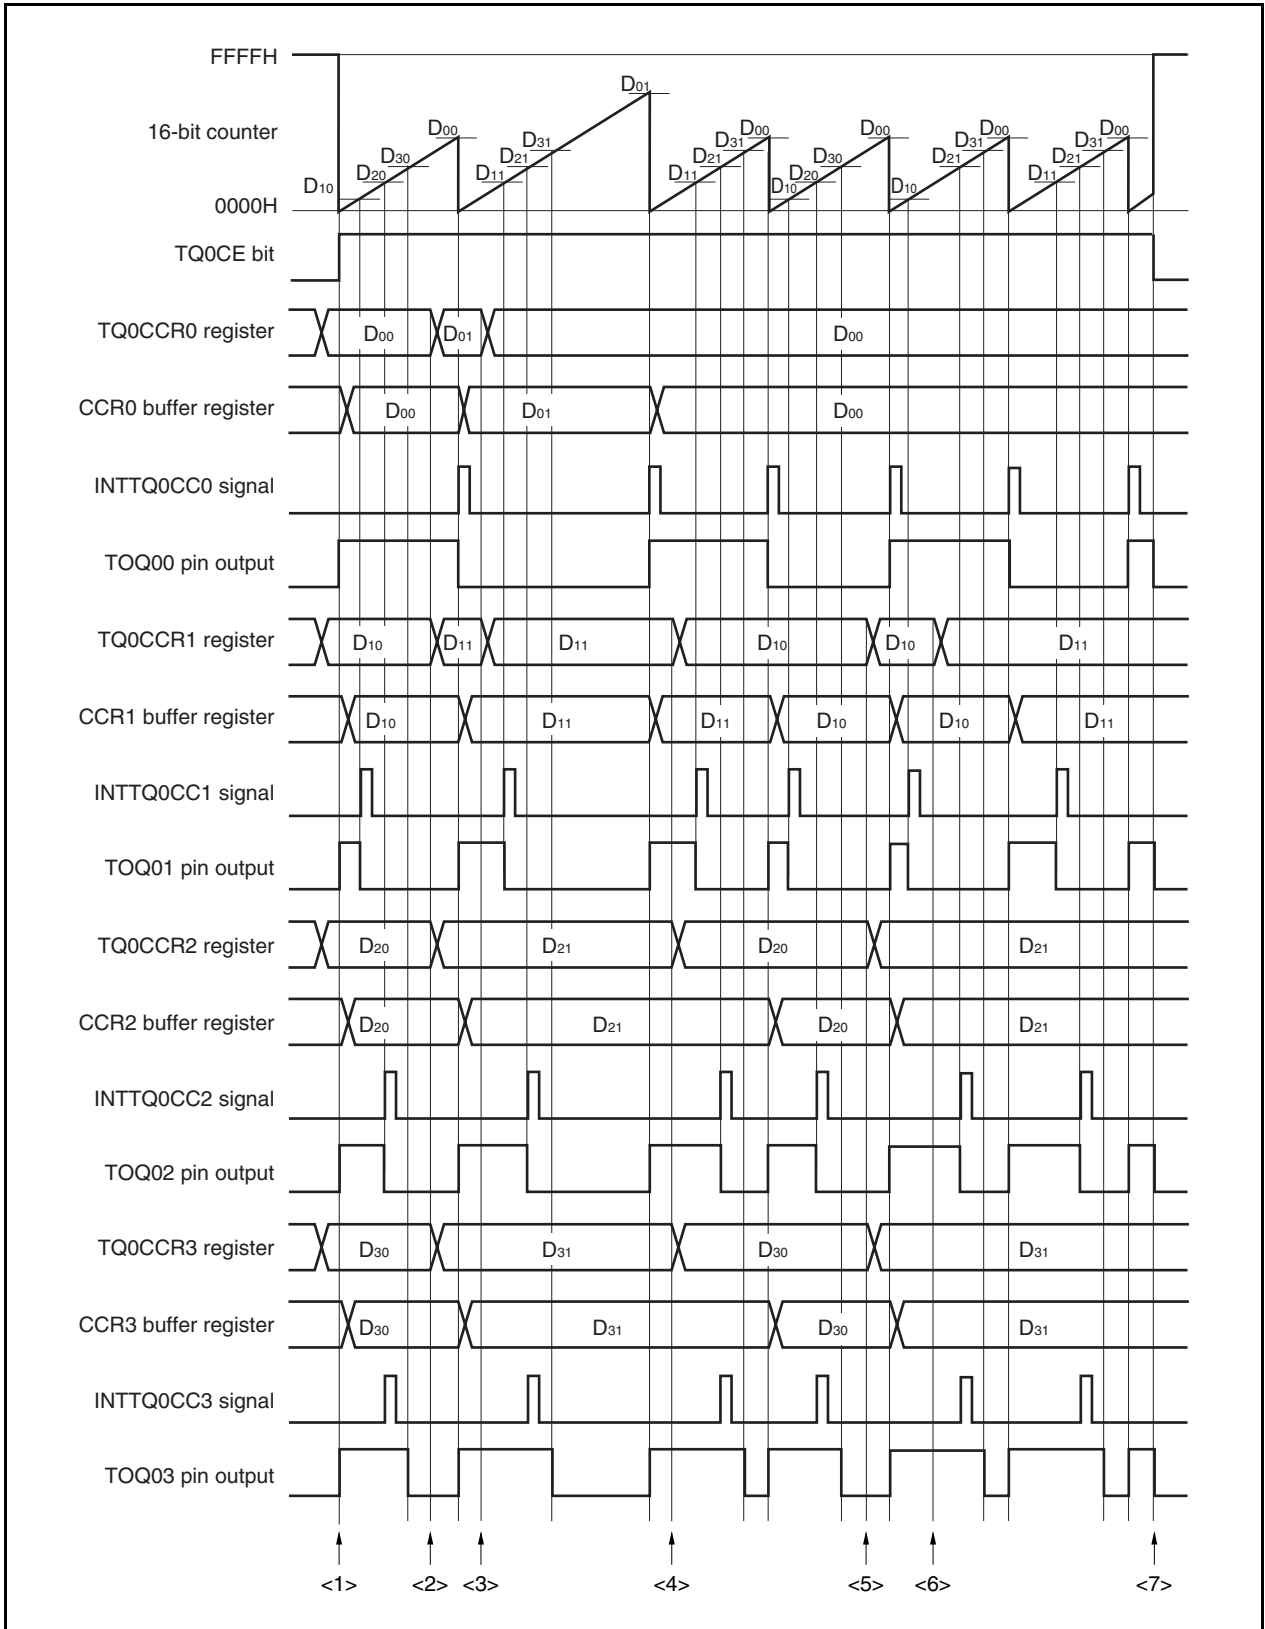 FFFFH
D01
16-bit counter
D00 D00 D00 D00 D00
D30 D31 D31 D30 D31 D31
D20 D21 D21 D20 D21 D21
D10 D11 D11 D10 D10 D11
0000H
TQ0CE bit
TQ0CCR0 register D00 D01 D00
CCR0 buffer register D00 D01 D00
INTTQ0CC0 signal
TOQ00 pin output
TQ0CCR1 register D10 D11 D11 D10 D10 D11
CCR1 buffer register D10 D11 D11 D10 D10 D11
INTTQ0CC1 signal
TOQ01 pin output
TQ0CCR2 register D20 D21 D20 D21
CCR2 buffer register D20 D21 D20 D21
INTTQ0CC2 signal
TOQ02 pin output
TQ0CCR3 register D30 D31 D30 D31
CCR3 buffer register D30 D31 D30 D31
INTTQ0CC3 signal
TOQ03 pin output
<1> <2> <3> <4> <5> <6> <7>